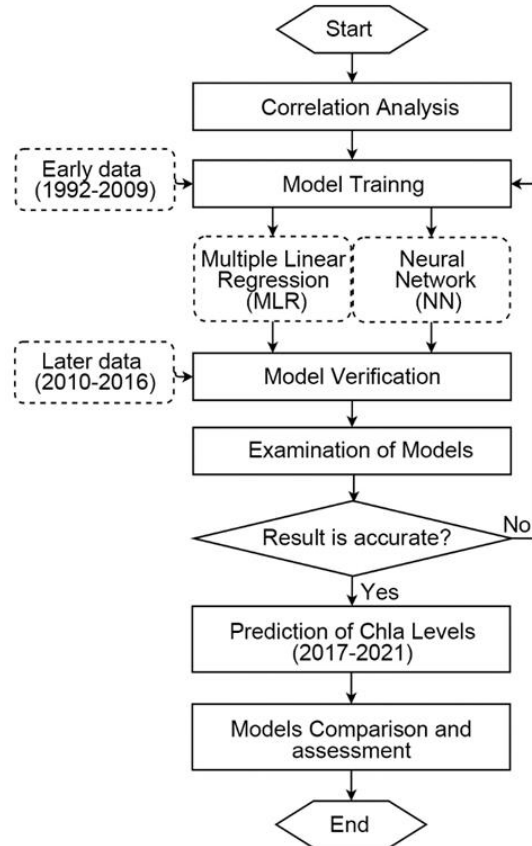 Start
Correlation Analysis
Early data
(1992-2009)
Model Trainng
Multiple Linear
Regression
(MLR)
Neural
Network
(NN)
Later data
(2010-2016)
Model Verification
Examination of Models
Result is accurate?
No
Yes
Prediction of Chla Levels
(2017-2021)
Models Comparison and
assessment
End